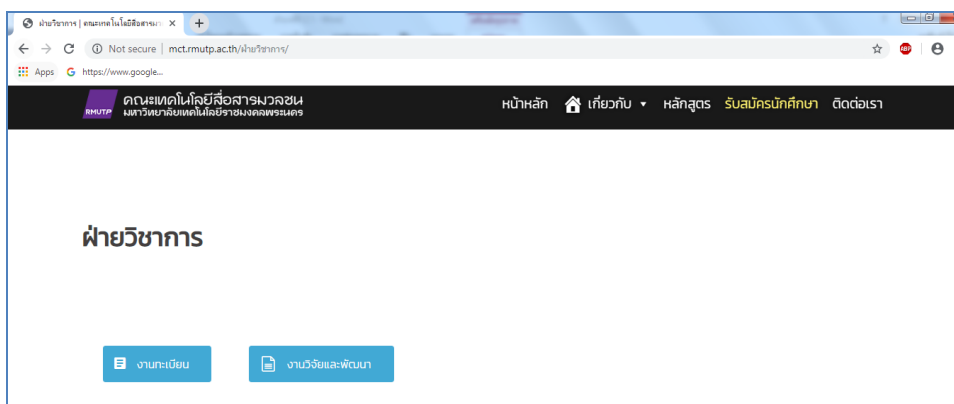 ฝ่ายวิชาการ | คณะเทคโนโลยีสื่อสารมว
Not secure | mct.rmutp.ac.th/ฝ่ายวิชาการ/
ABP
Apps https://www.google...
RMUTP คณะเทคโนโลยีสื่อสารมวลชน
มหาวิทยาลัยเทคโนโลยีราชมงคลพระนคร
หน้าหลัก เกี่ยวกับ หลักสูตร รับสมัครนักศึกษา ติดต่อเรา
ฝ่ายวิชาการ
งานทะเบียน งานวิจัยและพัฒนา